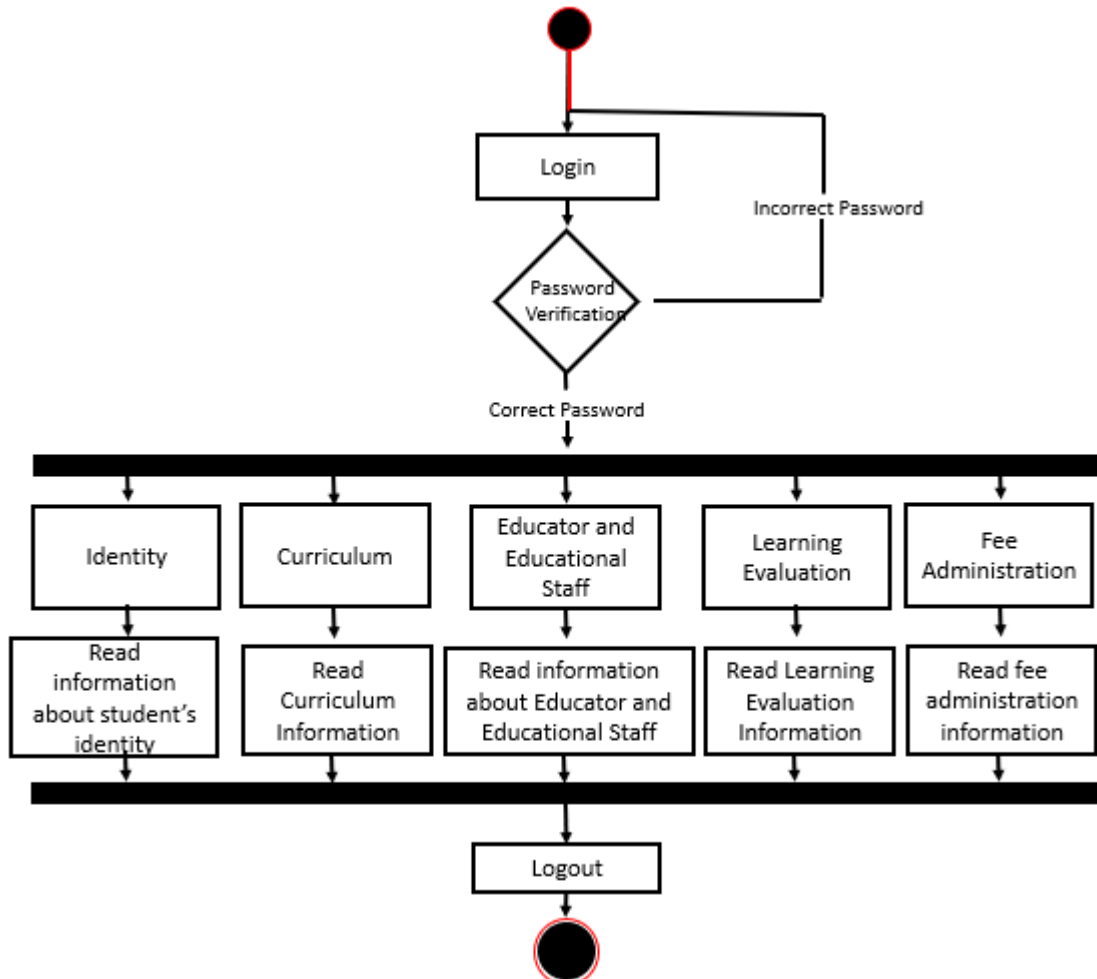 Login
Incorrect Password
Password
Verification
Correct Password
Identity
Curriculum
Educator and
Educational
Staff
Learning
Evaluation
Fee
Administration
Read
information
about student’s
identity
Read
Curriculum
Information
Read information
about Educator and
Educational Staff
Read Learning
Evaluation
Information
Read fee
administration
information
Logout